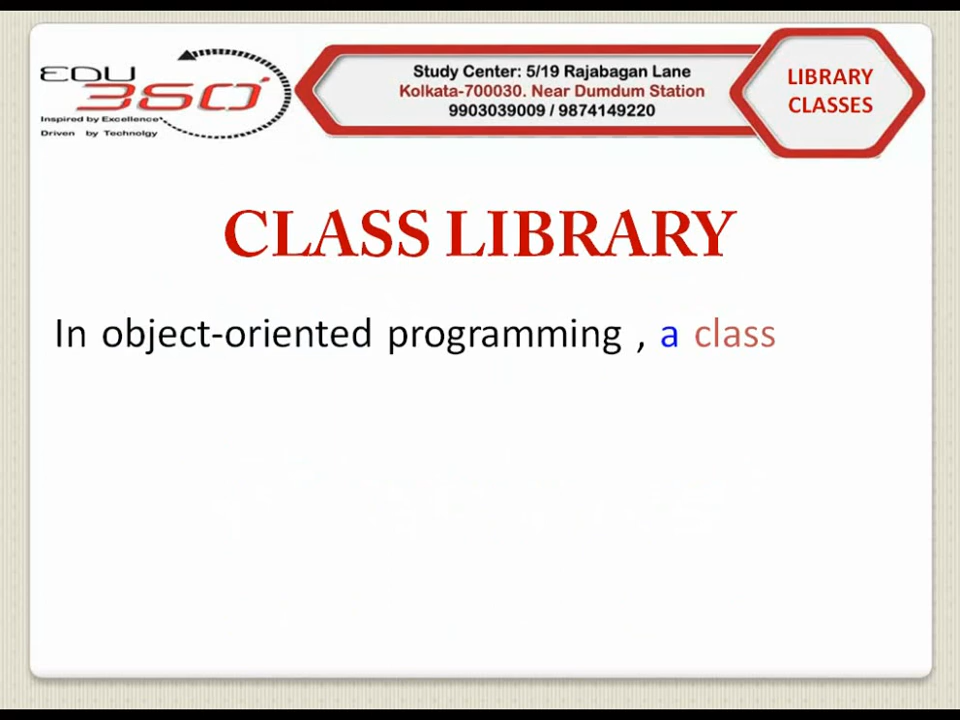 EDU
360°
Inspired by Excellence
Driven by Technolgy
Study Center: 5/19 Rajabagan Lane
Kolkata-700030. Near Dumdum Station
9903039009 / 9874149220
LIBRARY
CLASSES
CLASS LIBRARY
In object-oriented programming , a class